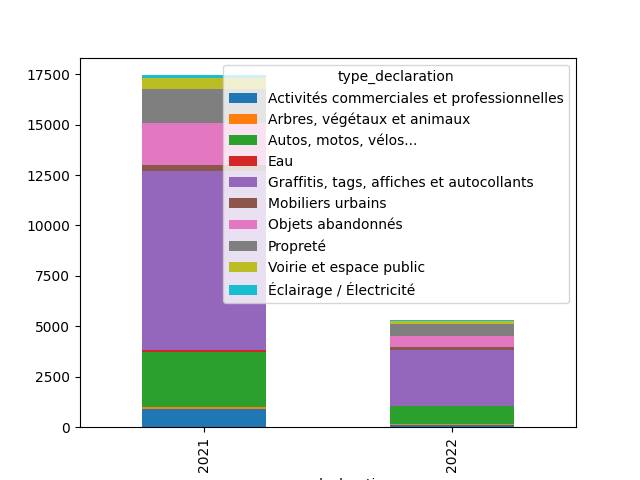 17500
15000
12500
10000
7500
5000
2500
0
type_declaration
Activités commerciales et professionnelles
Arbres, végétaux et animaux
Autos, motos, vélos...
Eau
Graffitis, tags, affiches et autocollants
Mobiliers urbains
Objets abandonnés
Propreté
Voirie et espace public
Éclairage / Électricité
2021
2022